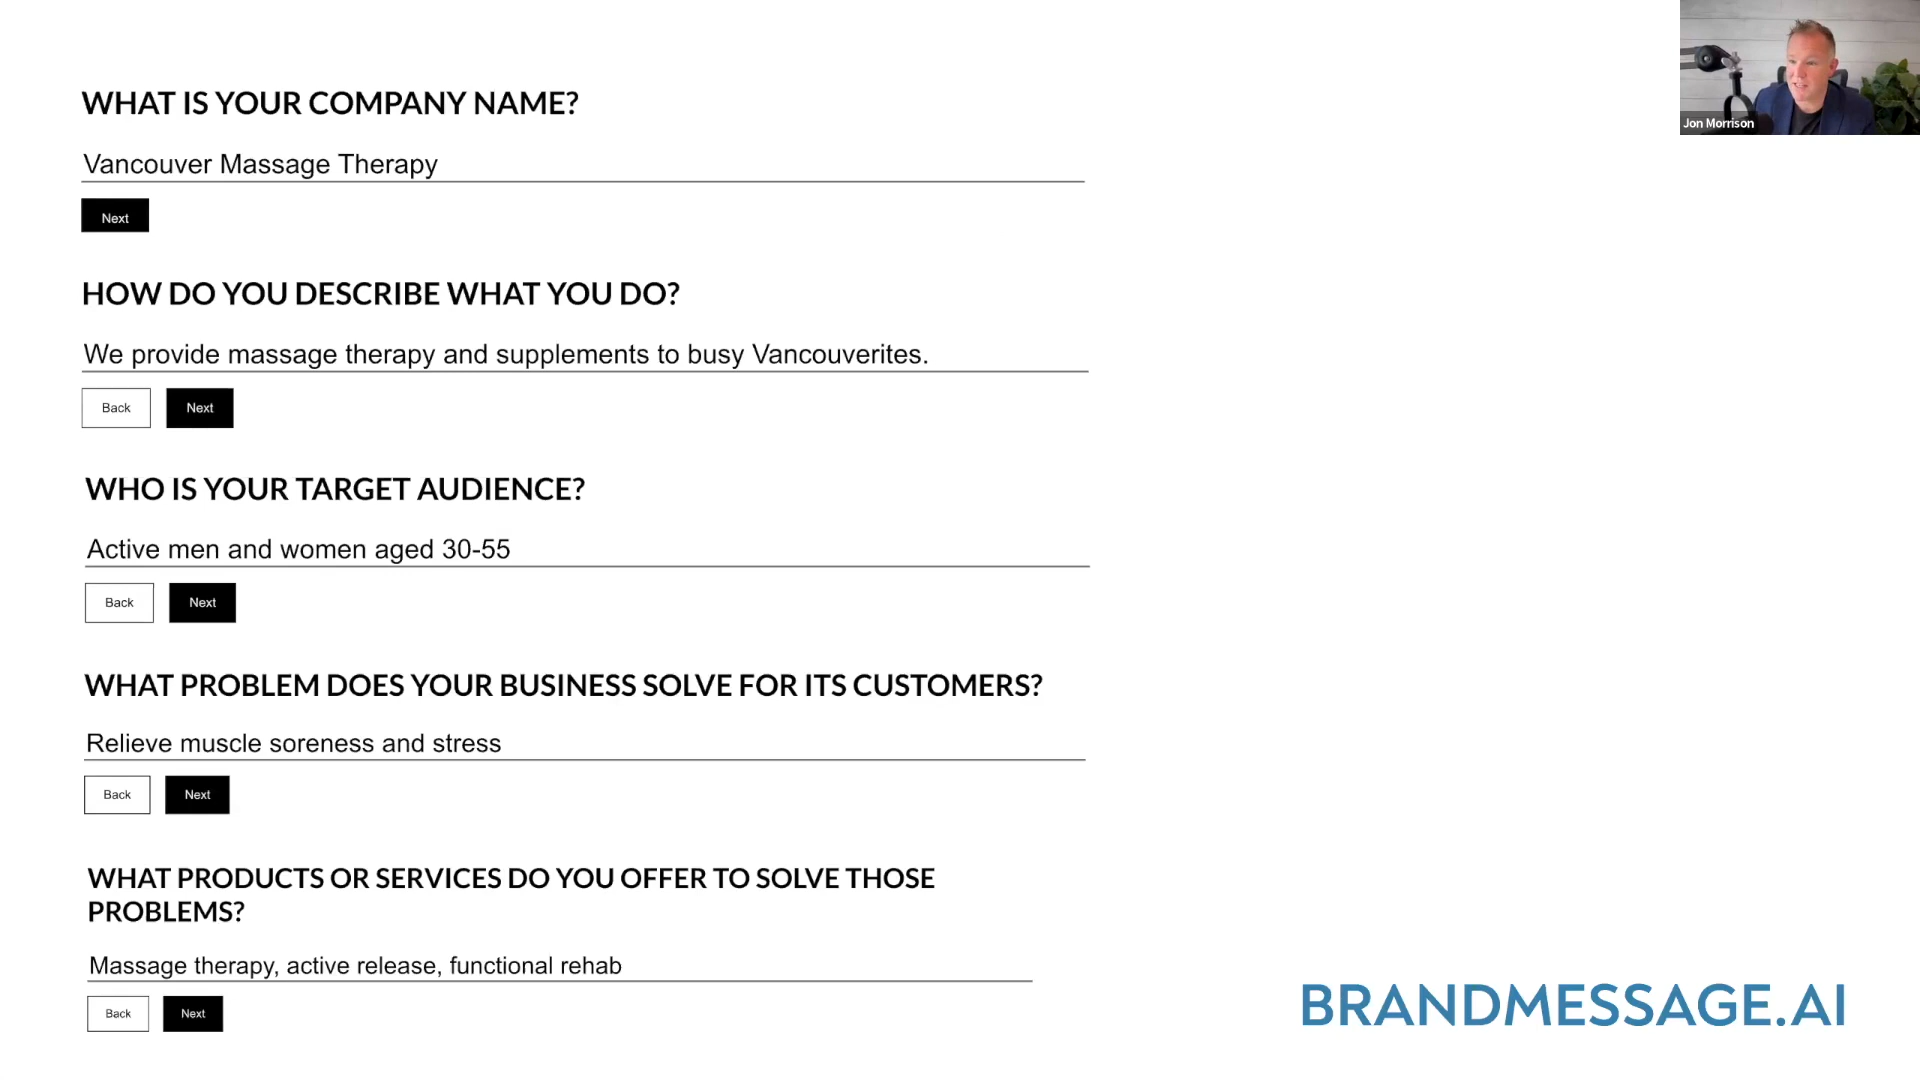 WHAT IS YOUR COMPANY NAME?
Vancouver Massage Therapy
Next
HOW DO YOU DESCRIBE WHAT YOU DO?
We provide massage therapy and supplements to busy Vancouverites.
Back Next
WHO IS YOUR TARGET AUDIENCE?
Active men and women aged 30-55
Back Next
WHAT PROBLEM DOES YOUR BUSINESS SOLVE FOR ITS CUSTOMERS?
Relieve muscle soreness and stress
Back Next
WHAT PRODUCTS OR SERVICES DO YOU OFFER TO SOLVE THOSE
PROBLEMS?
Massage therapy, active release, functional rehab
Back Next
Jon Morrison
BRANDMESSAGE.AI